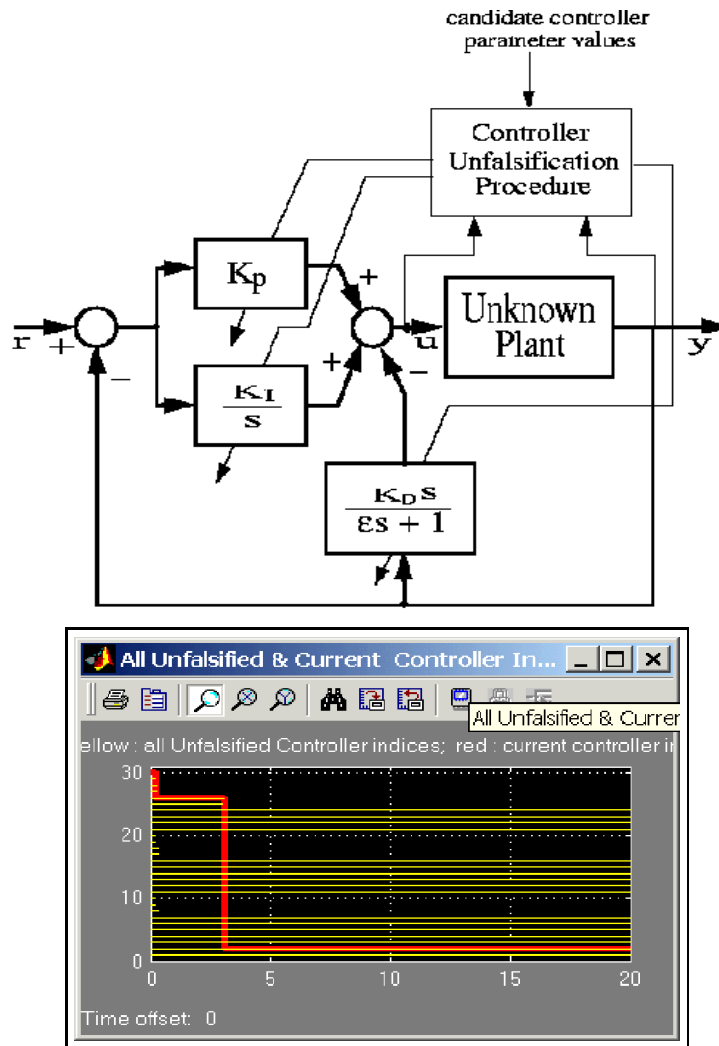 candidate controller
parameter values
Controller
Unfalsification
Procedure
Kp
+
r
+
−
KI
s
+
+
−
u
Unknown
Plant
y
KD s
εs + 1
All Unfalsified & Current Controller In...
All Unfalsified & Curren
ellow : all Unfalsified Controller indices; red : current controller in
30
20
10
0
0
5
10
15
20
Time offset: 0